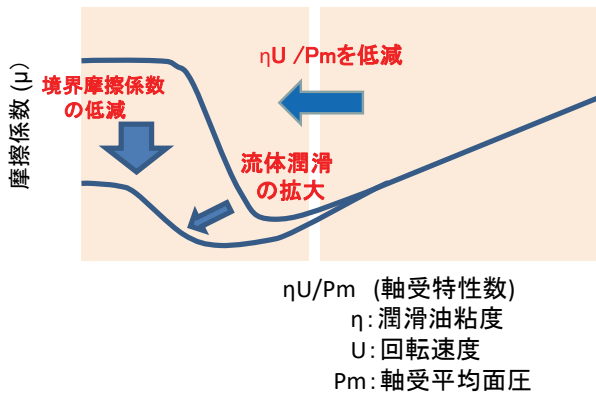 摩擦係数 (μ)
境界摩擦係数
の低減
ηU /Pmを低減
流体潤滑
の拡大
ηU/Pm (軸受特性数)
η:潤滑油粘度
U:回転速度
Pm:軸受平均面圧